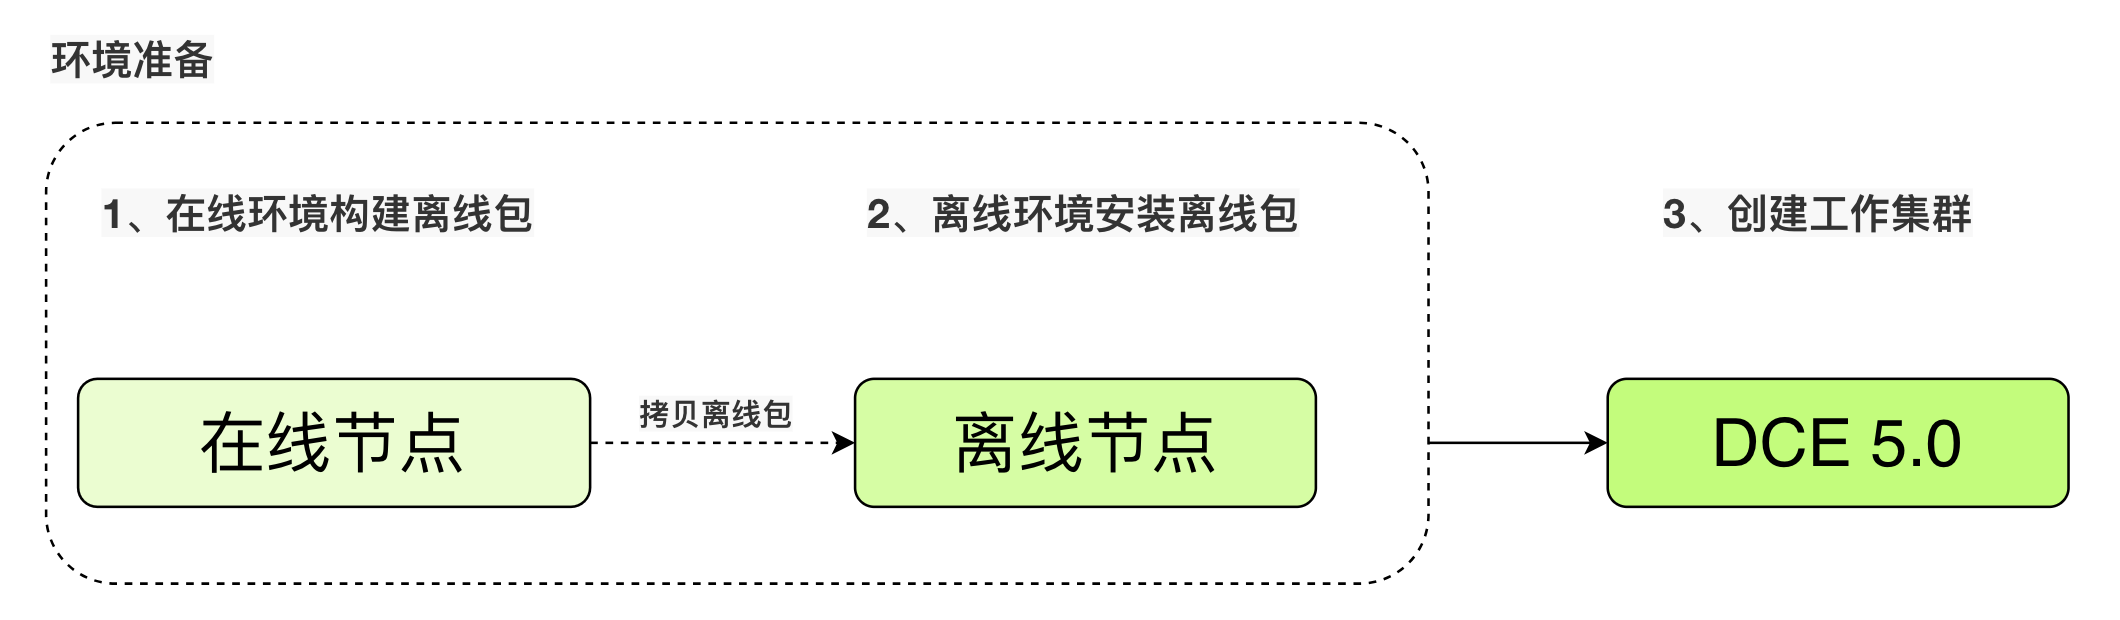 环境准备
1、在线环境构建离线包
2、离线环境安装离线包
3、创建工作集群
在线节点
拷贝离线包
离线节点
DCE 5.0